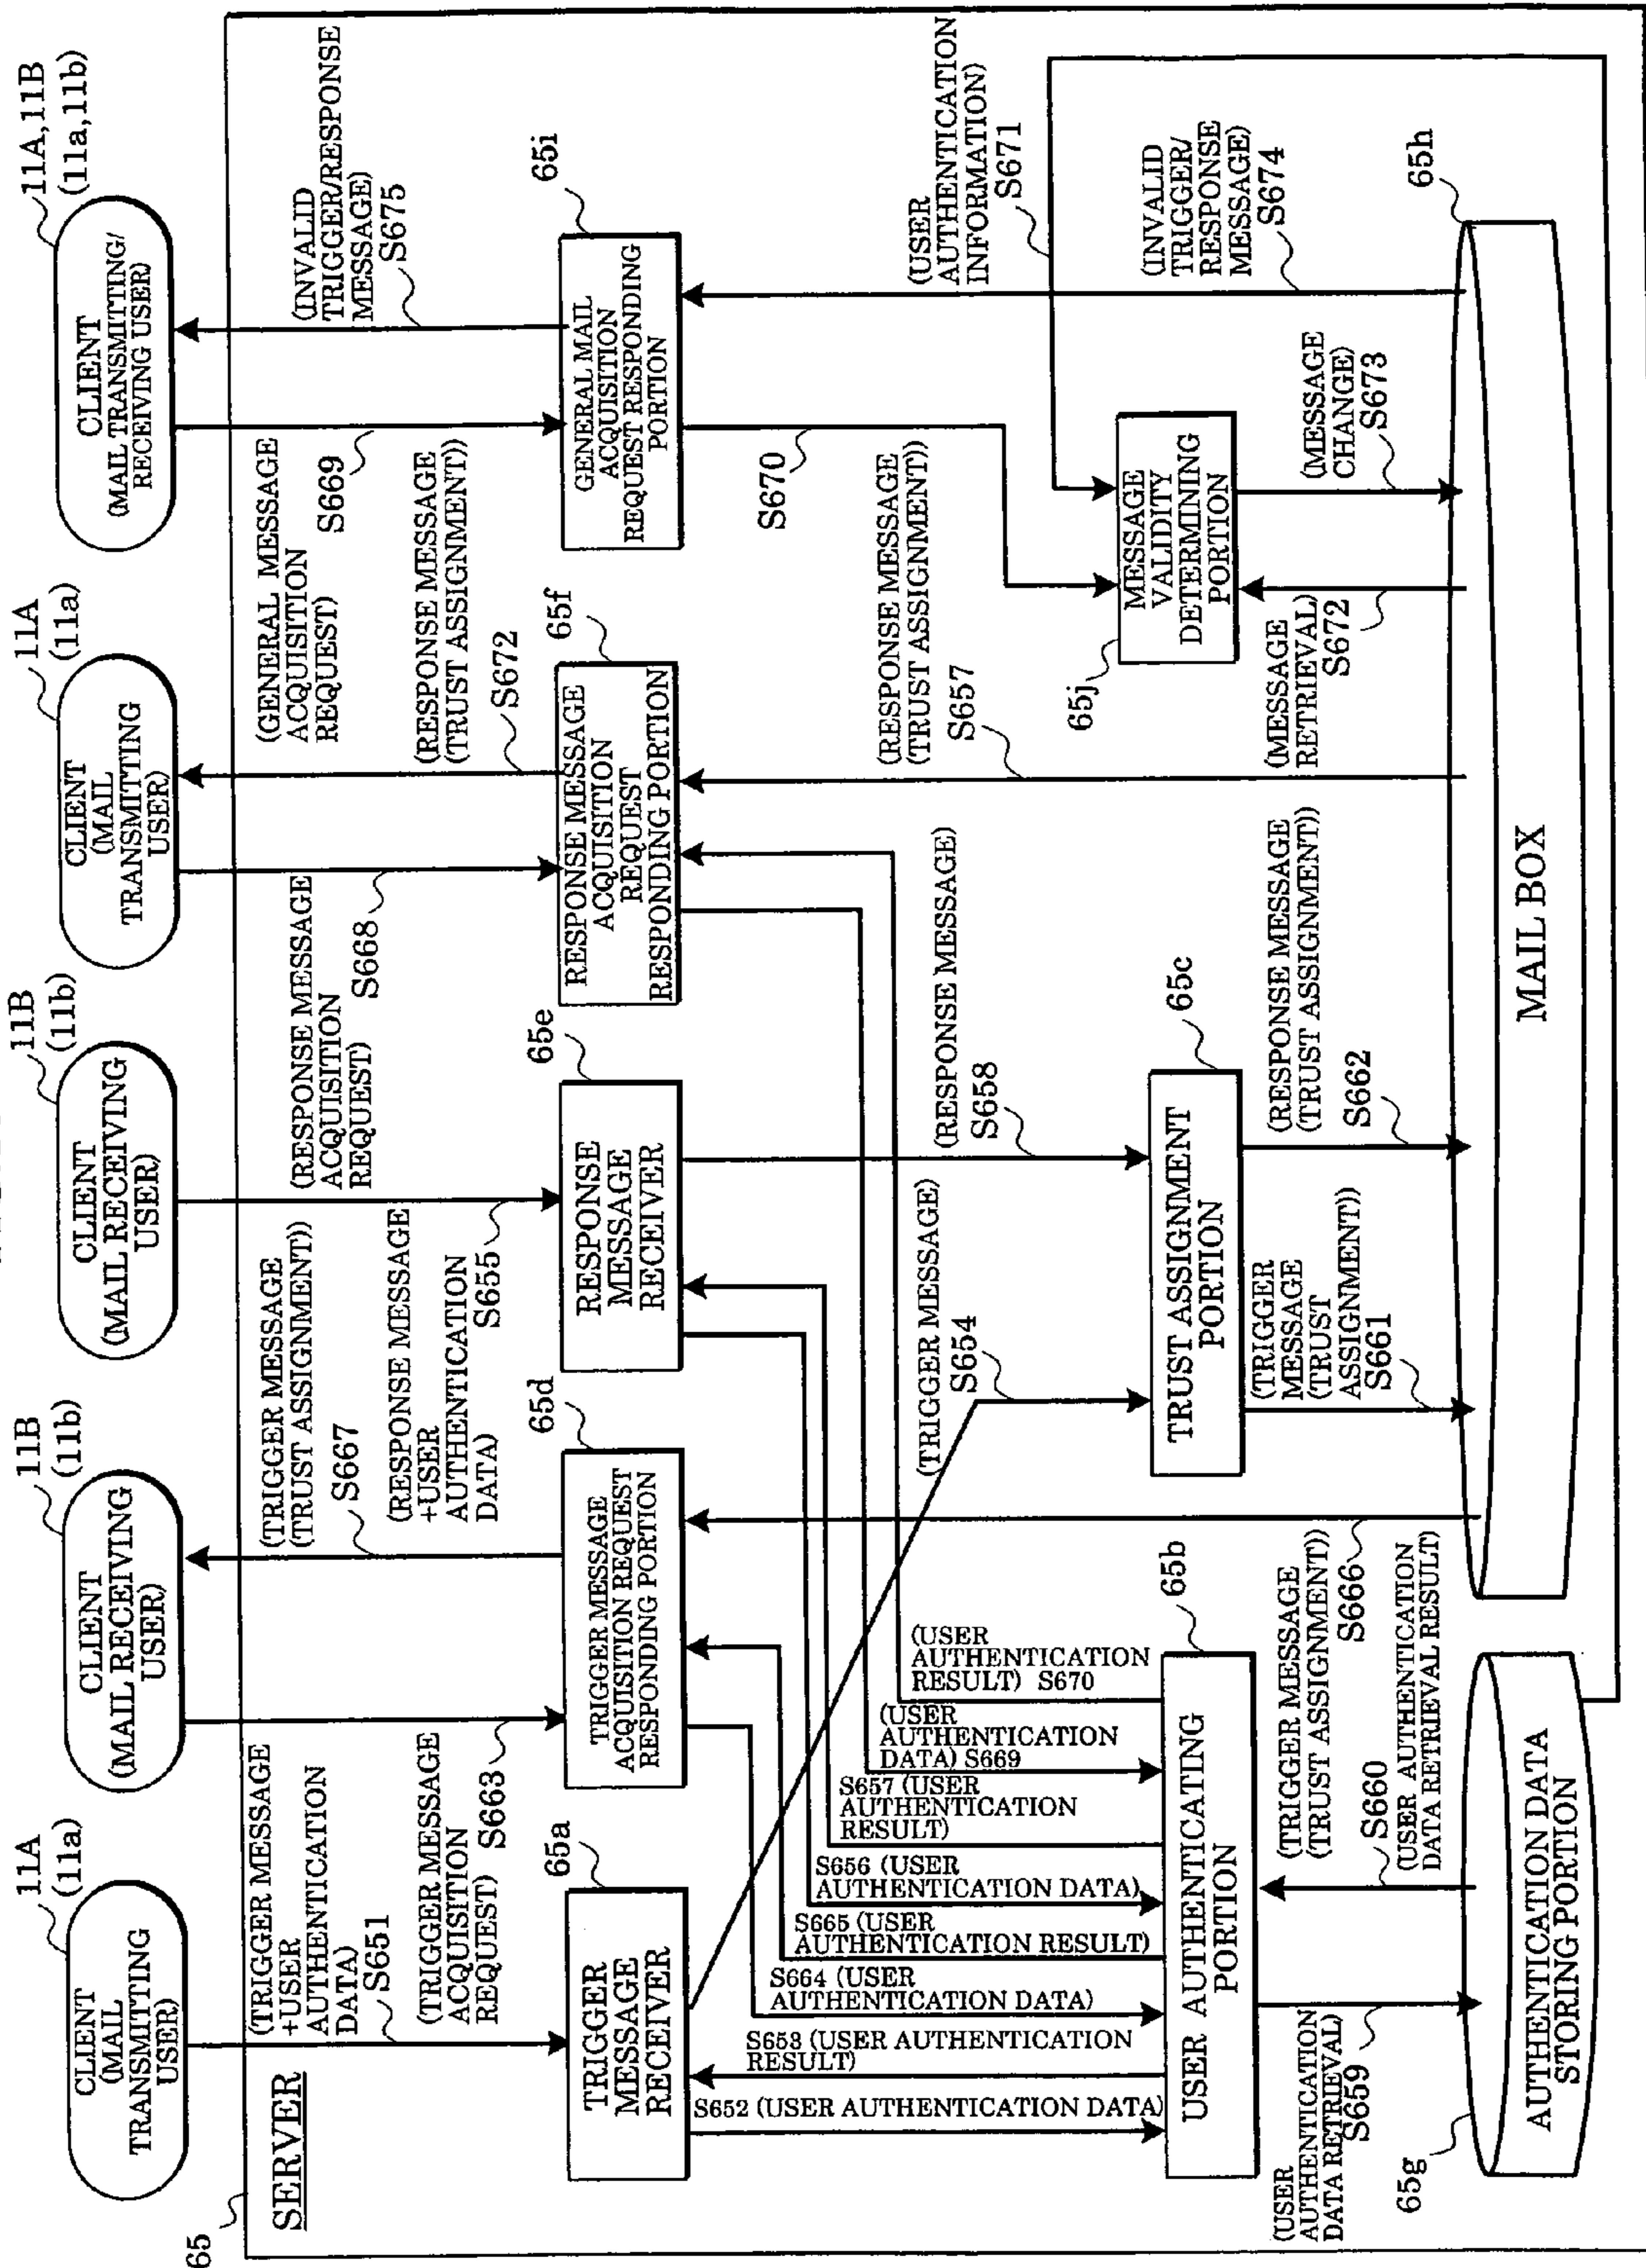 65
SERVER
11A
(11a)
CLIENT
(MAIL
TRANSMITTING
USER)
11B
(11b)
CLIENT
(MAIL RECEIVING
USER)
11B
(11b)
CLIENT
(MAIL RECEIVING
USER)
11A
(11a)
CLIENT
(MAIL
TRANSMITTING
USER)
11A,11B
(11a,11b)
CLIENT
(MAIL TRANSMITTING/
RECEIVING USER)
(TRIGGER MESSAGE
+USER
AUTHENTICATION
DATA)
S651
(TRIGGER MESSAGE
ACQUISITION
REQUEST) S663
(TRIGGER MESSAGE
(TRUST ASSIGNMENT))
S667
(RESPONSE MESSAGE
+USER
AUTHENTICATION
DATA)
S655
(RESPONSE MESSAGE
ACQUISITION
REQUEST)
S668
(GENERAL MESSAGE
ACQUISITION
REQUEST)
S669
(RESPONSE MESSAGE
(TRUST ASSIGNMENT))
S672
(INVALID
TRIGGER/RESPONSE
MESSAGE)
S675
65a
TRIGGER
MESSAGE
RECEIVER
65d
TRIGGER MESSAGE
ACQUISITION REQUEST
RESPONDING PORTION
65e
RESPONSE
MESSAGE
RECEIVER
65f
RESPONSE MESSAGE
ACQUISITION
REQUEST
RESPONDING PORTION
65i
GENERAL MAIL
ACQUISITION
REQUEST RESPONDING
PORTION
S652 (USER AUTHENTICATION DATA)
S653 (USER AUTHENTICATION
RESULT)
S664 (USER
AUTHENTICATION DATA)
S665 (USER
AUTHENTICATION RESULT)
S656 (USER
AUTHENTICATION DATA)
S657 (USER
AUTHENTICATION
RESULT)
(USER
AUTHENTICATION
DATA) S669
(USER
AUTHENTICATION
RESULT) S670
(TRIGGER MESSAGE)
S654
(RESPONSE MESSAGE)
S658
(RESPONSE MESSAGE
(TRUST ASSIGNMENT))
S657
S670
(USER
AUTHENTICATION
INFORMATION)
S671
65b
USER AUTHENTICATING
PORTION
65c
TRUST ASSIGNMENT
PORTION
65j
MESSAGE
VALIDITY
DETERMINING
PORTION
(INVALID
TRIGGER/
RESPONSE
MESSAGE)
S674
(USER
AUTHENTICATION
DATA RETRIEVAL)
S659
S660
(USER AUTHENTICATION
DATA RETRIEVAL RESULT)
(TRIGGER MESSAGE
(TRUST ASSIGNMENT))
S666
(TRIGGER
MESSAGE
(TRUST
ASSIGNMENT))
S661
(RESPONSE MESSAGE
(TRUST ASSIGNMENT))
S662
(MESSAGE
RETRIEVAL)
S672
(MESSAGE
CHANGE)
S673
65h
65g
AUTHENTICATION DATA
STORING PORTION
MAIL BOX